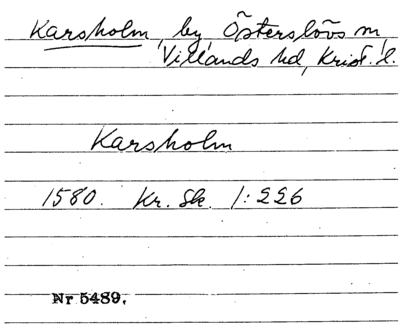 Karsholm, by, Österslövs sn,
Villands hd, Krist. l.
Karsholm
1580. Kr. Sk. 1:226
Nr 5489.